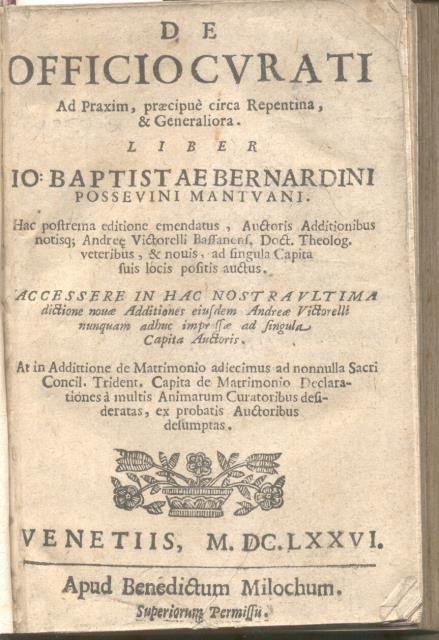 DE
OFFICIO CVRATI
Ad Praxim, præcipuè circa Repentina,
& Generaliora.
LIBER
IO: BAPTISTAE BERNARDINI
POSSEVINI MANTVANI.
Hac poſtrema editione emendatus, Auctoris Additionibus
notisq; Andreę Victorelli Baſſanenſ. Doct. Theolog.
veteribus, & nouis, ad ſingula Capita
ſuis locis poſitis auctus.
ACCESSERE IN HAC NOSTRA VLTIMA
dictione nouæ Additiones eiuſdem Andreæ Victorelli
nunquam adhuc impreſſæ ad ſingula
Capita Auctoris.
At in Addittione de Matrimonio adiecimus ad nonnulla Sacri
Concil. Trident. Capita de Matrimonio Declara-
tiones à multis Animarum Curatoribus deſi-
deratas, ex probatis Auctoribus
deſumptas.
VENETIIS, M. DC. LXXVI.
Apud Benedictum Milochum.
Superiorum Permiſſu.